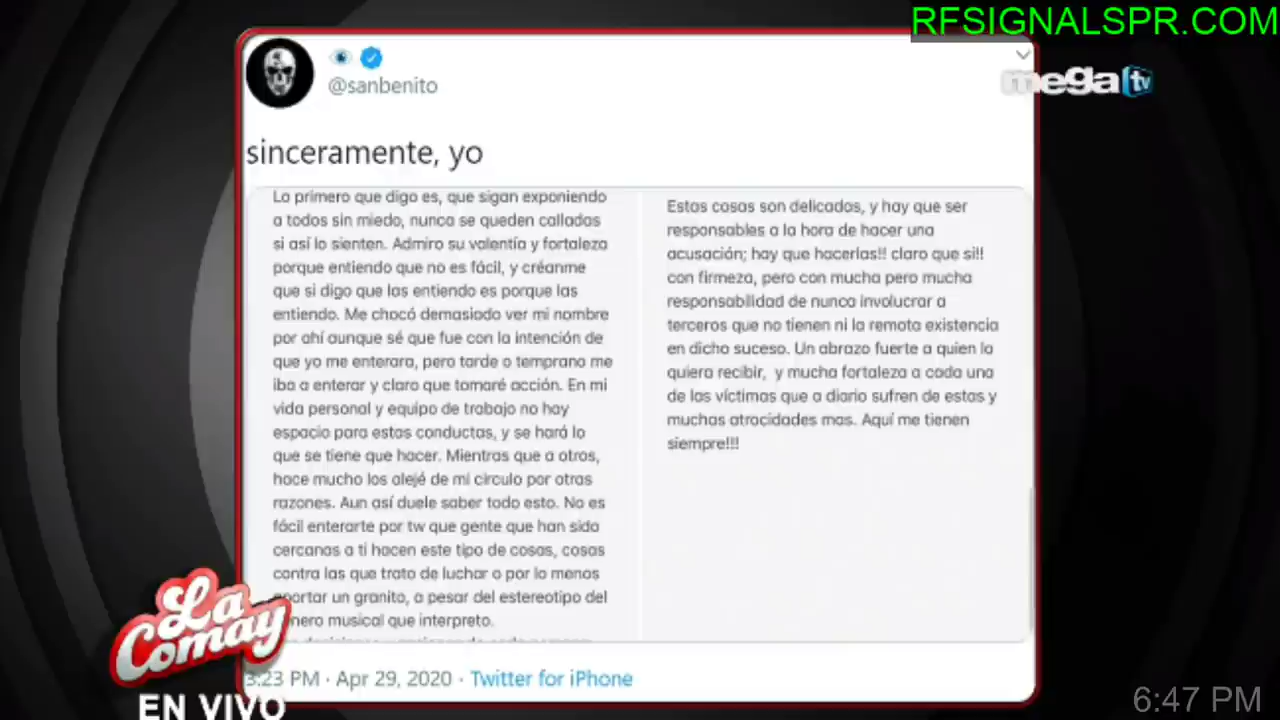 RFSIGNALSPR.COM
mega tv
@sanbenito
sinceramente, yo
Lo primero que digo es, que sigan exponiendo
a todos sin miedo, nunca se queden calladas
si así lo sienten. Admiro su valentía y fortaleza
porque entiendo que no es fácil, y créanme
que si digo que las entiendo es porque las
entiendo. Me chocó demasiado ver mi nombre
por ahí aunque sé que fue con la intención de
que yo me enterara, pero tarde o temprano me
iba a enterar y claro que tomaré acción. En mi
vida personal y equipo de trabajo no hay
espacio para estas conductas, y se hará lo
que se tiene que hacer. Mientras que a otros,
hace mucho los alejé de mi circulo por otras
razones. Aun así duele saber todo esto. No es
fácil enterarte por tw que gente que han sido
cercanas a ti hacen este tipo de cosas, cosas
contra las que trato de luchar o por lo menos
aportar un granito, a pesar del estereotipo del
género musical que interpreto.
Estas cosas son delicadas, y hay que ser
responsables a la hora de hacer una
acusación; hay que hacerlas!! claro que si!!
con firmeza, pero con mucha pero mucha
responsabilidad de nunca involucrar a
terceros que no tienen ni la remota existencia
en dicho suceso. Un abrazo fuerte a quien lo
quiera recibir, y mucha fortaleza a cada una
de las víctimas que a diario sufren de estas y
muchas atrocidades mas. Aquí me tienen
siempre!!!
3:23 PM · Apr 29, 2020 · Twitter for iPhone
La
Comay
EN VIVO
6:47 PM